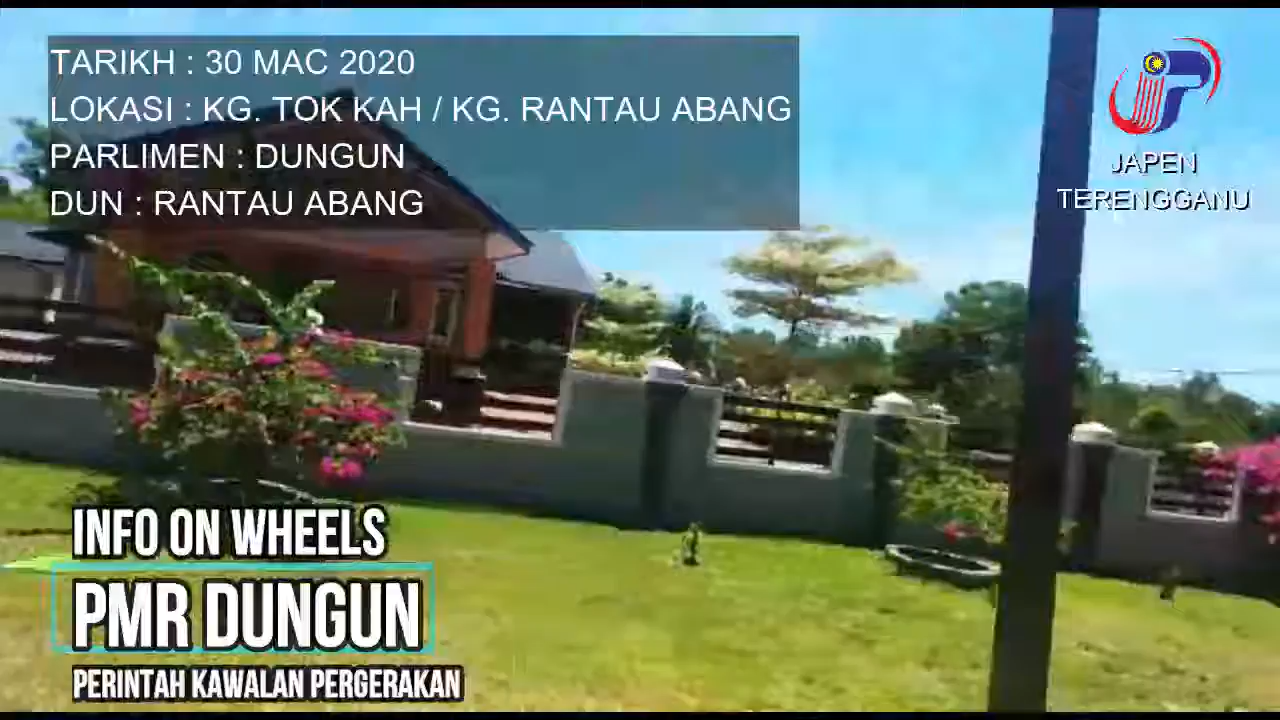 TARIKH : 30 MAC 2020
LOKASI : KG. TOK KAH / KG. RANTAU ABANG
PARLIMEN : DUNGUN
DUN : RANTAU ABANG
JAPEN
TERENGGANU
INFO ON WHEELS
PMR DUNGUN
PERINTAH KAWALAN PERGERAKAN